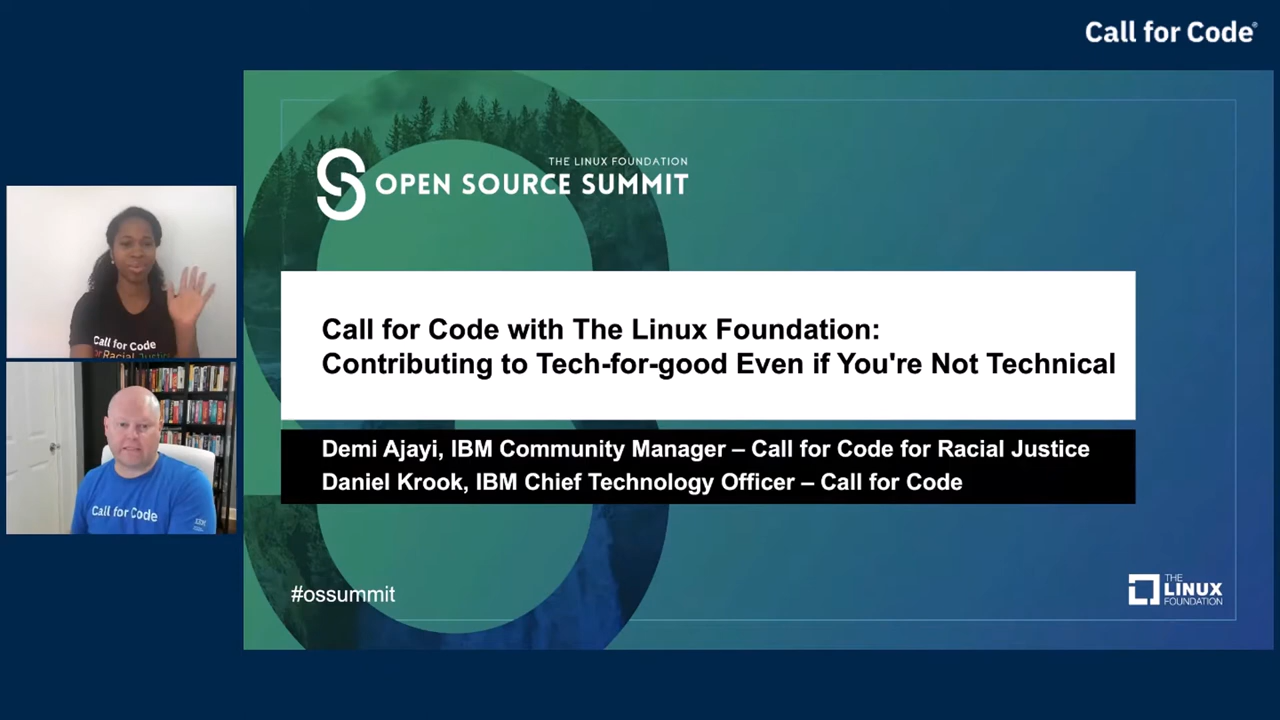 Call for Code
THE LINUX FOUNDATION
OPEN SOURCE SUMMIT
Call for Code with The Linux Foundation:
Contributing to Tech-for-good Even if You're Not Technical
Demi Ajayi, IBM Community Manager – Call for Code for Racial Justice
Daniel Krook, IBM Chief Technology Officer – Call for Code
#ossummit
THE
LINUX
FOUNDATION
Call for Code
for Racial Justice
Call for Code
IBM